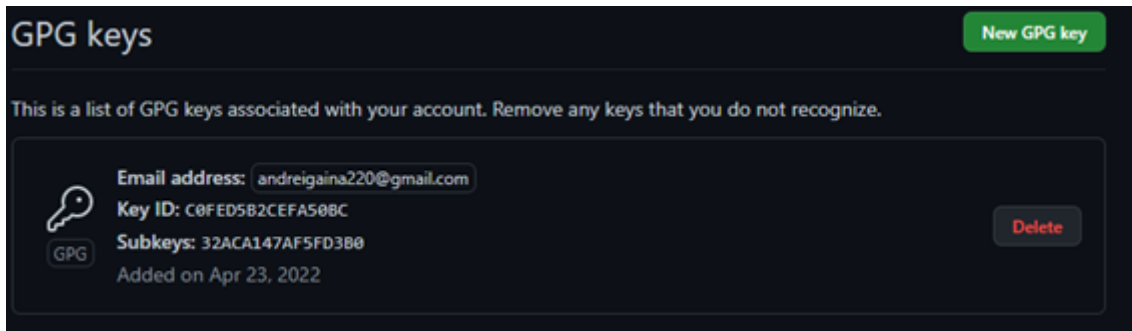 GPG keys
New GPG key
This is a list of GPG keys associated with your account. Remove any keys that you do not recognize.
Email address: andreigaina220@gmail.com
Key ID: C0FED5B2CEFA50BC
Subkeys: 32ACA147AF5FD3B0
GPG
Added on Apr 23, 2022
Delete